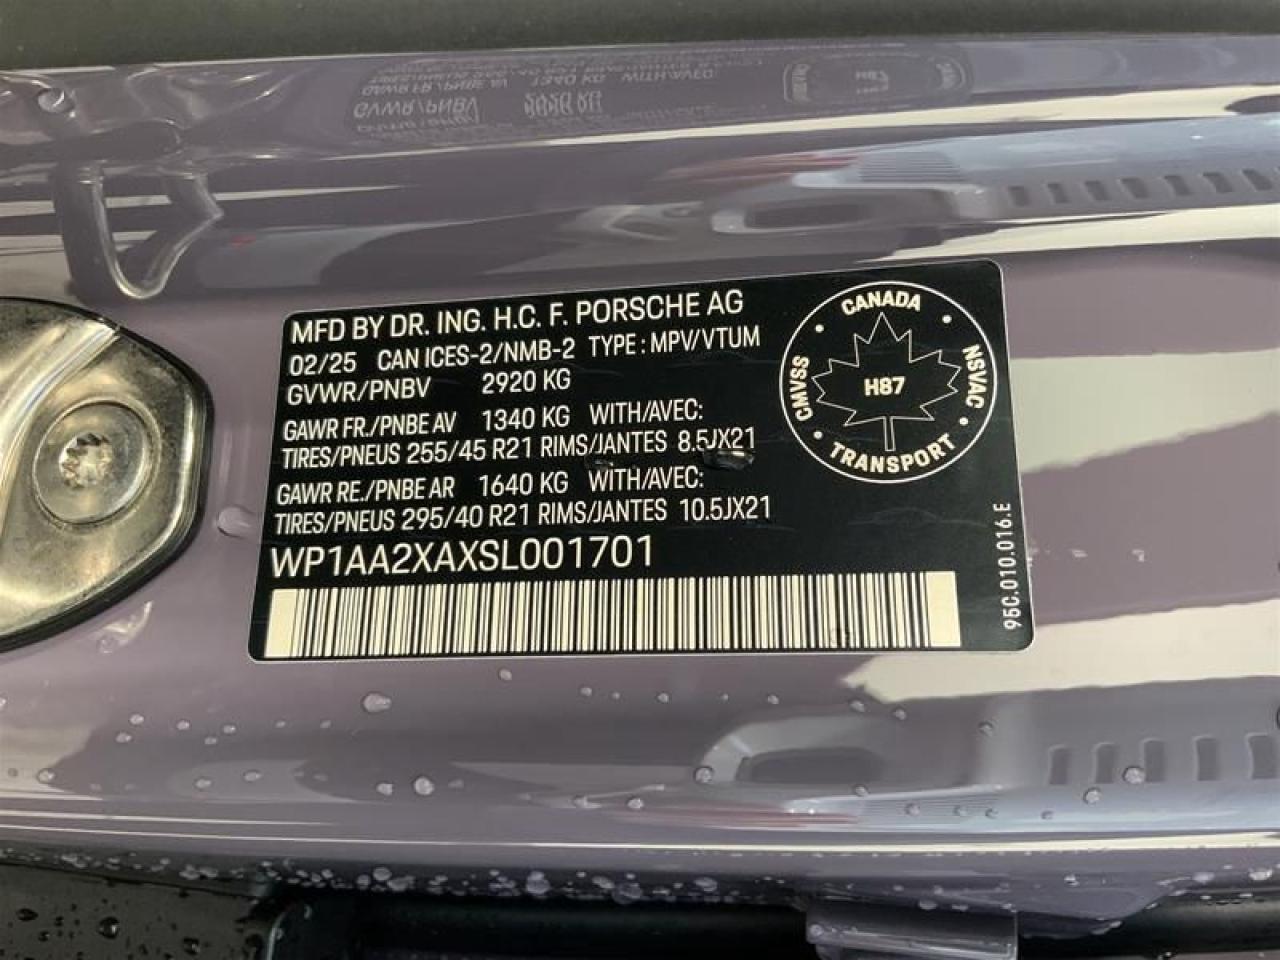 MFD BY DR. ING. H.C. F. PORSCHE AG
02/25 CAN ICES-2/NMB-2 TYPE : MPV/VTUM
GVWR/PNBV 2920 KG
GAWR FR./PNBE AV 1340 KG WITH/AVEC:
TIRES/PNEUS 255/45 R21 RIMS/JANTES 8.5JX21
GAWR RE./PNBE AR 1640 KG WITH/AVEC:
TIRES/PNEUS 295/40 R21 RIMS/JANTES 10.5JX21
WP1AA2XAXSL001701
CANADA
CMVSS
NSVAC
H87
TRANSPORT
95C.010.016.E